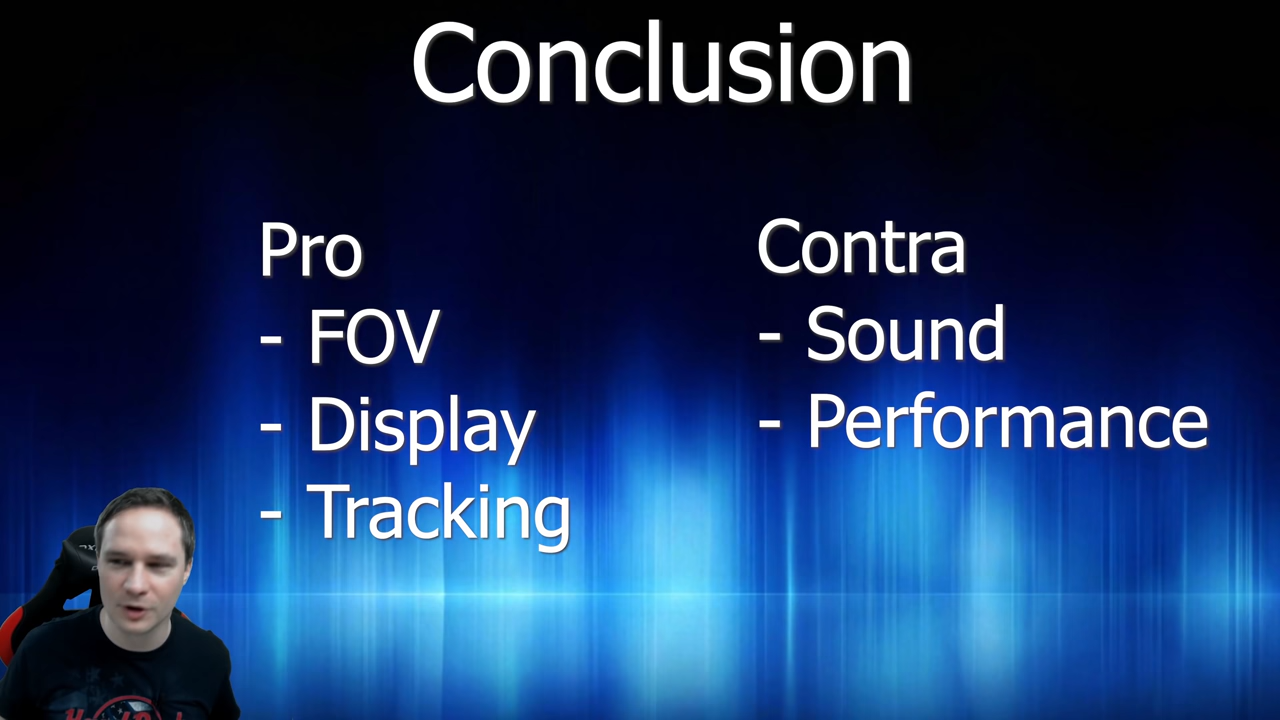 Conclusion
Pro
- FOV
- Display
- Tracking
Contra
- Sound
- Performance